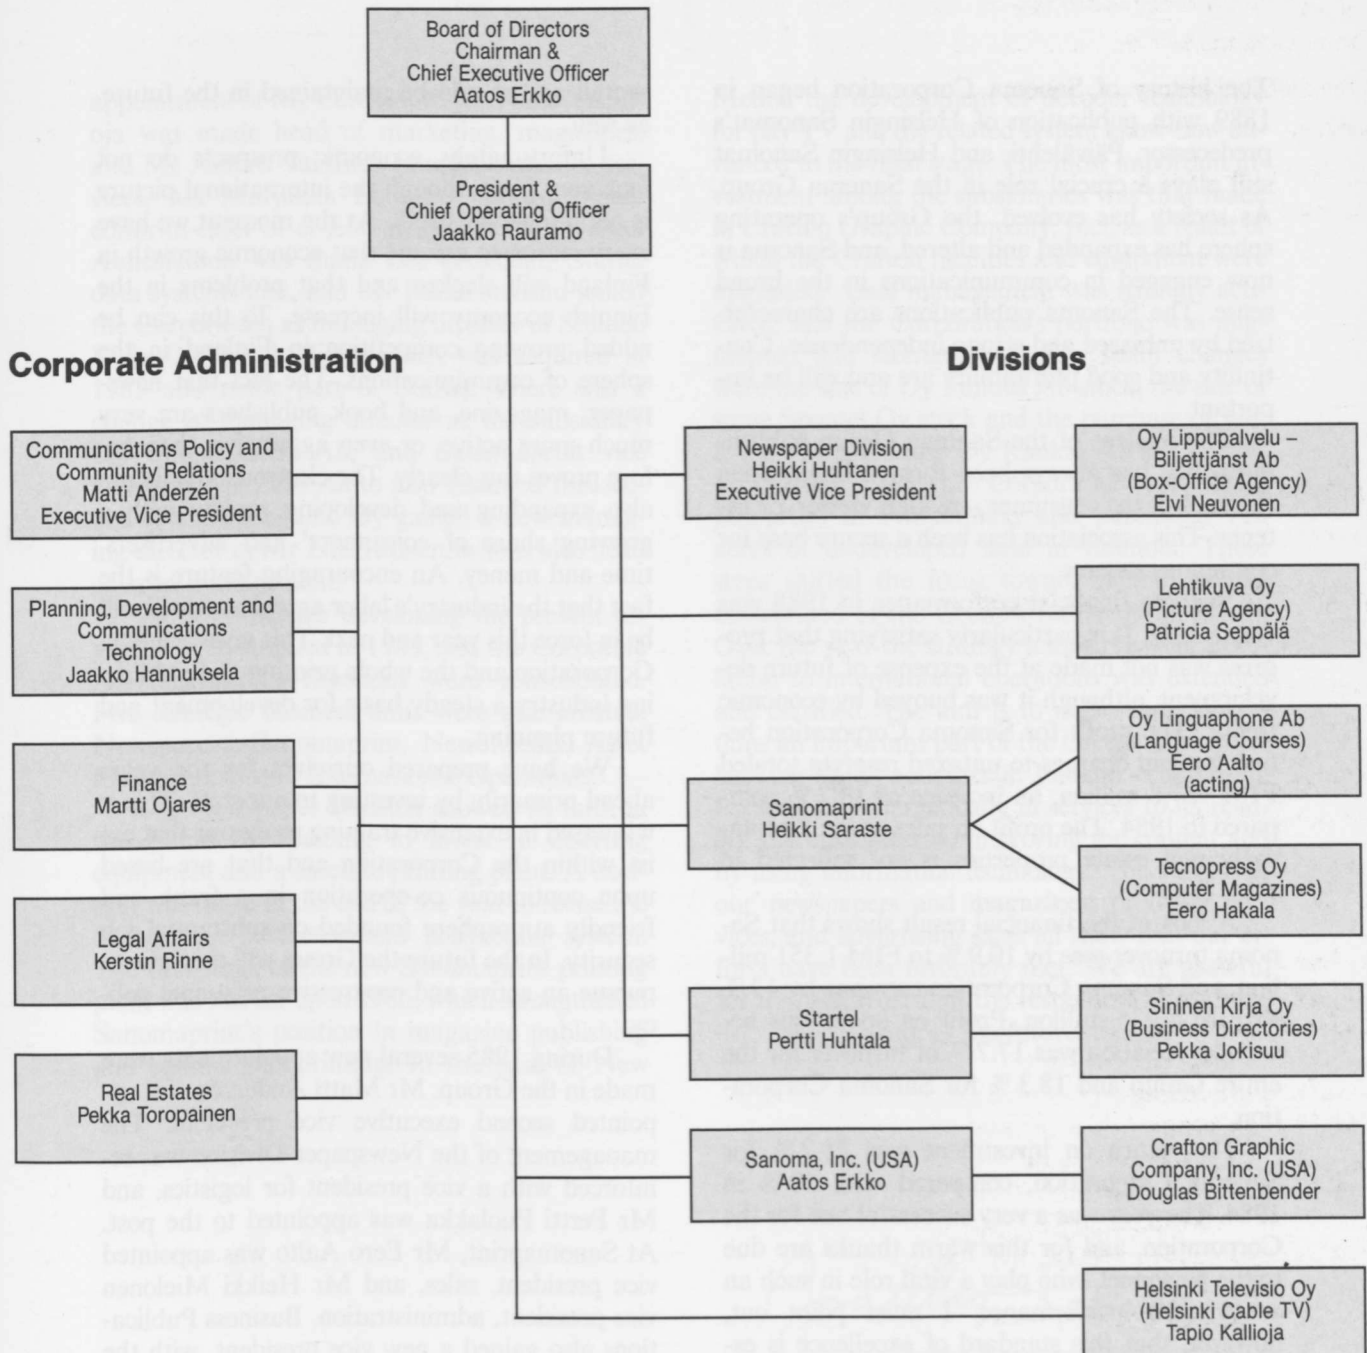 Board of Directors
Chairman &
Chief Executive Officer
Aatos Erkko
President &
Chief Operating Officer
Jaakko Rauramo
Corporate Administration
Communications Policy and
Community Relations
Matti Anderzén
Executive Vice President
Planning, Development and
Communications
Technology
Jaakko Hannuksela
Finance
Martti Ojares
Legal Affairs
Kerstin Rinne
Real Estates
Pekka Toropainen
Divisions
Newspaper Division
Heikki Huhtanen
Executive Vice President
Oy Lippupalvelu –
Biljettjänst Ab
(Box-Office Agency)
Elvi Neuvonen
Lehtikuva Oy
(Picture Agency)
Patricia Seppälä
Sanomaprint
Heikki Saraste
Oy Linguaphone Ab
(Language Courses)
Eero Aalto
(acting)
Tecnopress Oy
(Computer Magazines)
Eero Hakala
Startel
Pertti Huhtala
Sininen Kirja Oy
(Business Directories)
Pekka Jokisuu
Sanoma, Inc. (USA)
Aatos Erkko
Crafton Graphic
Company, Inc. (USA)
Douglas Bittenbender
Helsinki Televisio Oy
(Helsinki Cable TV)
Tapio Kallioja